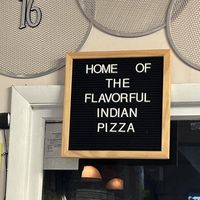 16
HOME OF
THE
FLAVORFUL
INDIAN
PIZZA